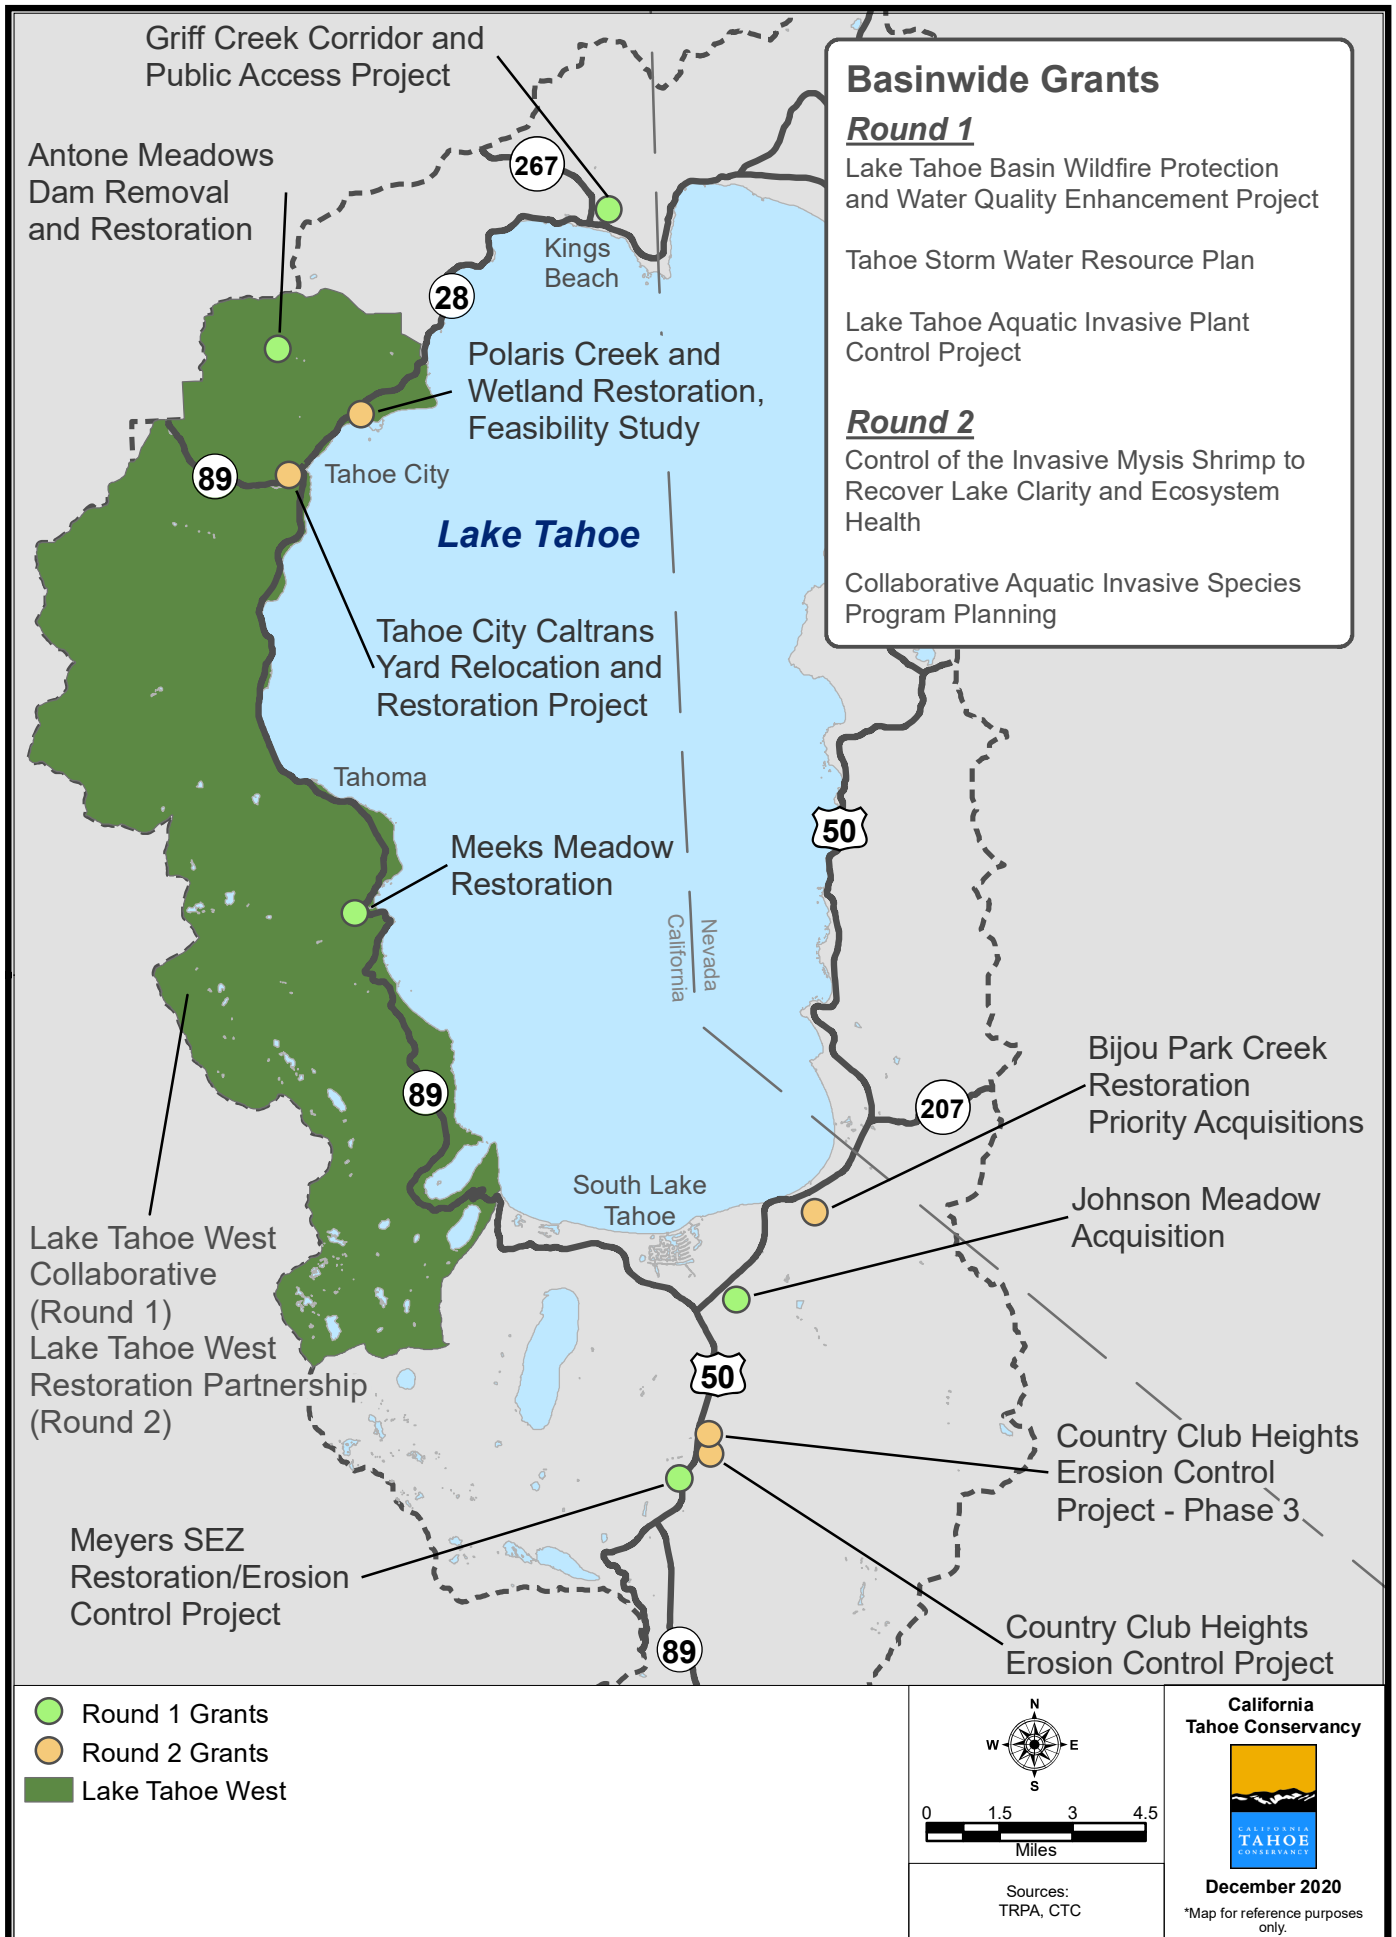 Griff Creek Corridor and
Public Access Project
Antone Meadows
Dam Removal
and Restoration
Basinwide Grants
Round 1
Lake Tahoe Basin Wildfire Protection
and Water Quality Enhancement Project
Tahoe Storm Water Resource Plan
Lake Tahoe Aquatic Invasive Plant
Control Project
Round 2
Control of the Invasive Mysis Shrimp to
Recover Lake Clarity and Ecosystem
Health
Collaborative Aquatic Invasive Species
Program Planning
267
Kings
Beach
28
Polaris Creek and
Wetland Restoration,
Feasibility Study
89
Tahoe City
Lake Tahoe
Tahoe City Caltrans
Yard Relocation and
Restoration Project
Tahoma
50
Meeks Meadow
Restoration
Nevada
California
89
207
Bijou Park Creek
Restoration
Priority Acquisitions
South Lake
Tahoe
Johnson Meadow
Acquisition
Lake Tahoe West
Collaborative
(Round 1)
Lake Tahoe West
Restoration Partnership
(Round 2)
50
Country Club Heights
Erosion Control
Project - Phase 3
Meyers SEZ
Restoration/Erosion
Control Project
Country Club Heights
Erosion Control Project
89
Round 1 Grants
Round 2 Grants
Lake Tahoe West
N
W E
S
0 1.5 3 4.5
Miles
Sources:
TRPA, CTC
California
Tahoe Conservancy
CALIFORNIA
TAHOE
CONSERVANCY
December 2020
*Map for reference purposes
only.